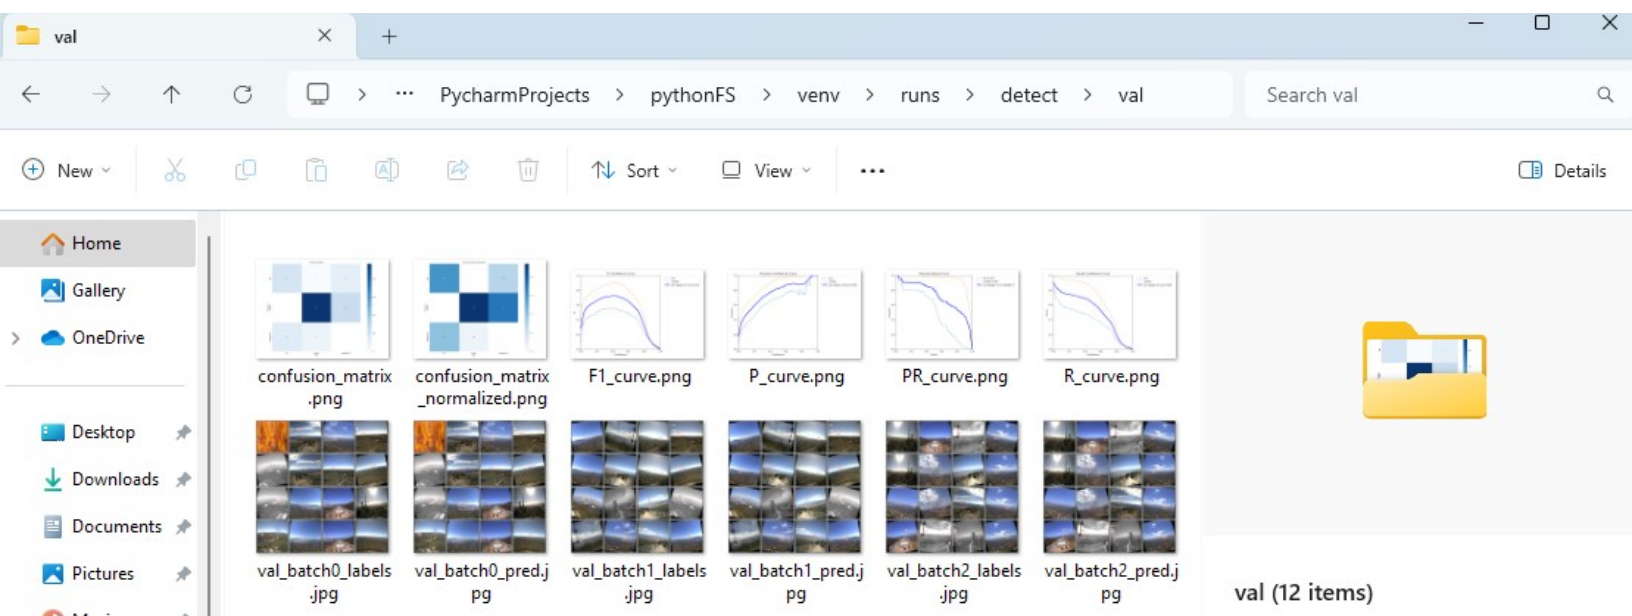 val
PycharmProjects > pythonFS > venv > runs > detect > val
Search val
New
Sort
View
Details
Home
Gallery
OneDrive
Desktop
Downloads
Documents
Pictures
confusion_matrix
.png
confusion_matrix
_normalized.png
F1_curve.png
P_curve.png
PR_curve.png
R_curve.png
val_batch0_labels
.jpg
val_batch0_pred.j
pg
val_batch1_labels
.jpg
val_batch1_pred.j
pg
val_batch2_labels
.jpg
val_batch2_pred.j
pg
val (12 items)